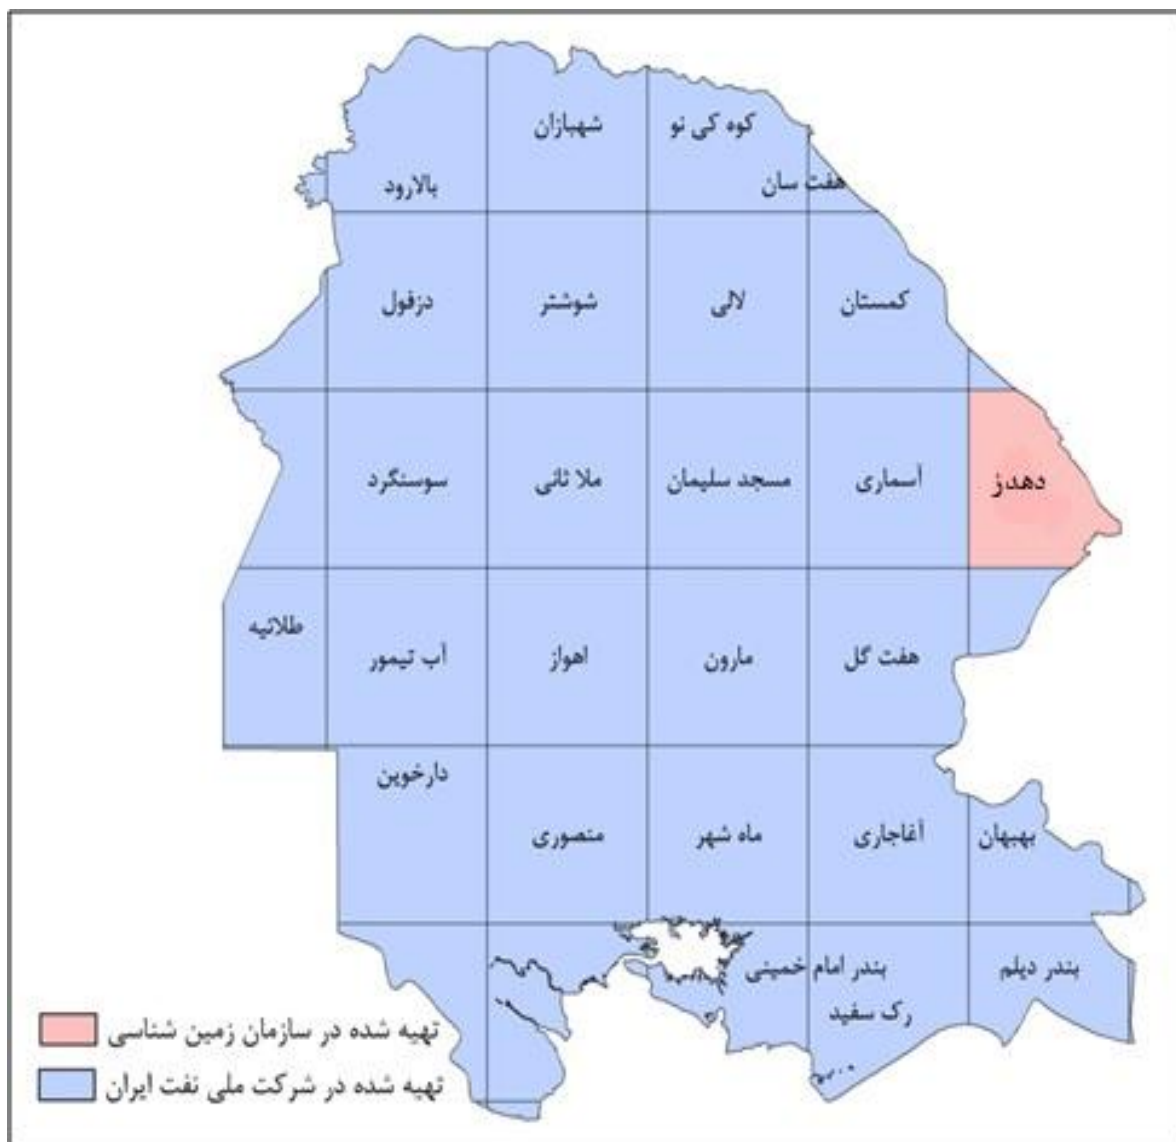 کوه کی نو
شهبازان
هفت سان
بالارود
کمستان
لالی
شوشتر
دزفول
دهدز
آسماری
مسجد سلیمان
ملا ثانی
سوسنگرد
هفت گل
مارون
اهواز
آب تیمور
طلائیه
بهبهان
آغاجاری
ماه شهر
منصوری
دارخوین
بندر دیلم
بندر امام خمینی
رک سفید
تهیه شده در سازمان زمین شناسی
تهیه شده در شرکت ملی نفت ایران